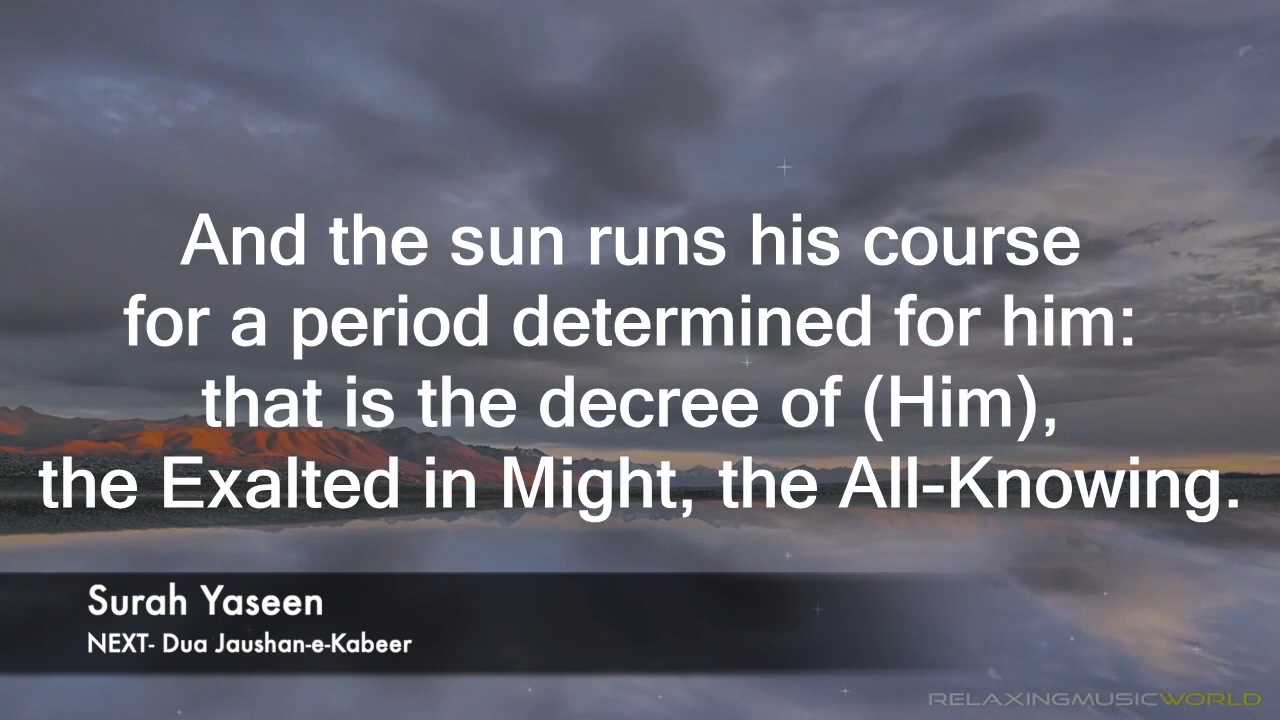 And the sun runs his course
for a period determined for him:
that is the decree of (Him),
the Exalted in Might, the All-Knowing.
Surah Yaseen
NEXT- Dua Jaushan-e-Kabeer
RELAXINGMUSICWORLD